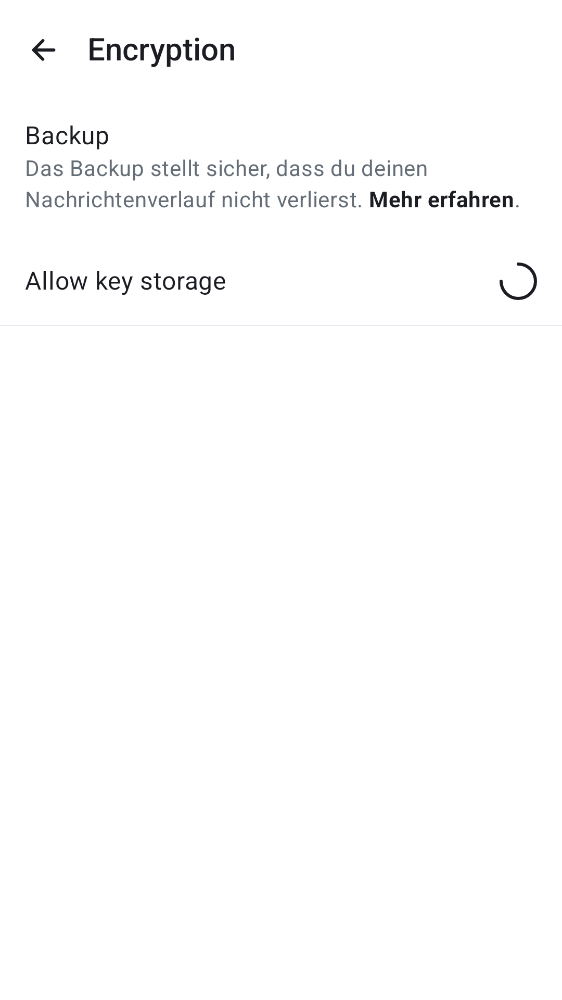 Encryption
Backup
Das Backup stellt sicher, dass du deinen
Nachrichtenverlauf nicht verlierst. Mehr erfahren.
Allow key storage